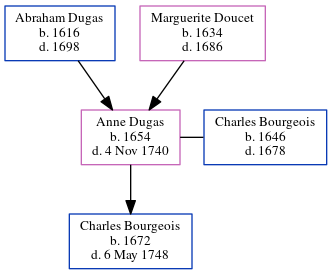 Abraham Dugas
b. 1616
d. 1698
Marguerite Doucet
b. 1634
d. 1686
Anne Dugas
b. 1654
d. 4 Nov 1740
Charles Bourgeois
b. 1646
d. 1678
Charles Bourgeois
b. 1672
d. 6 May 1748